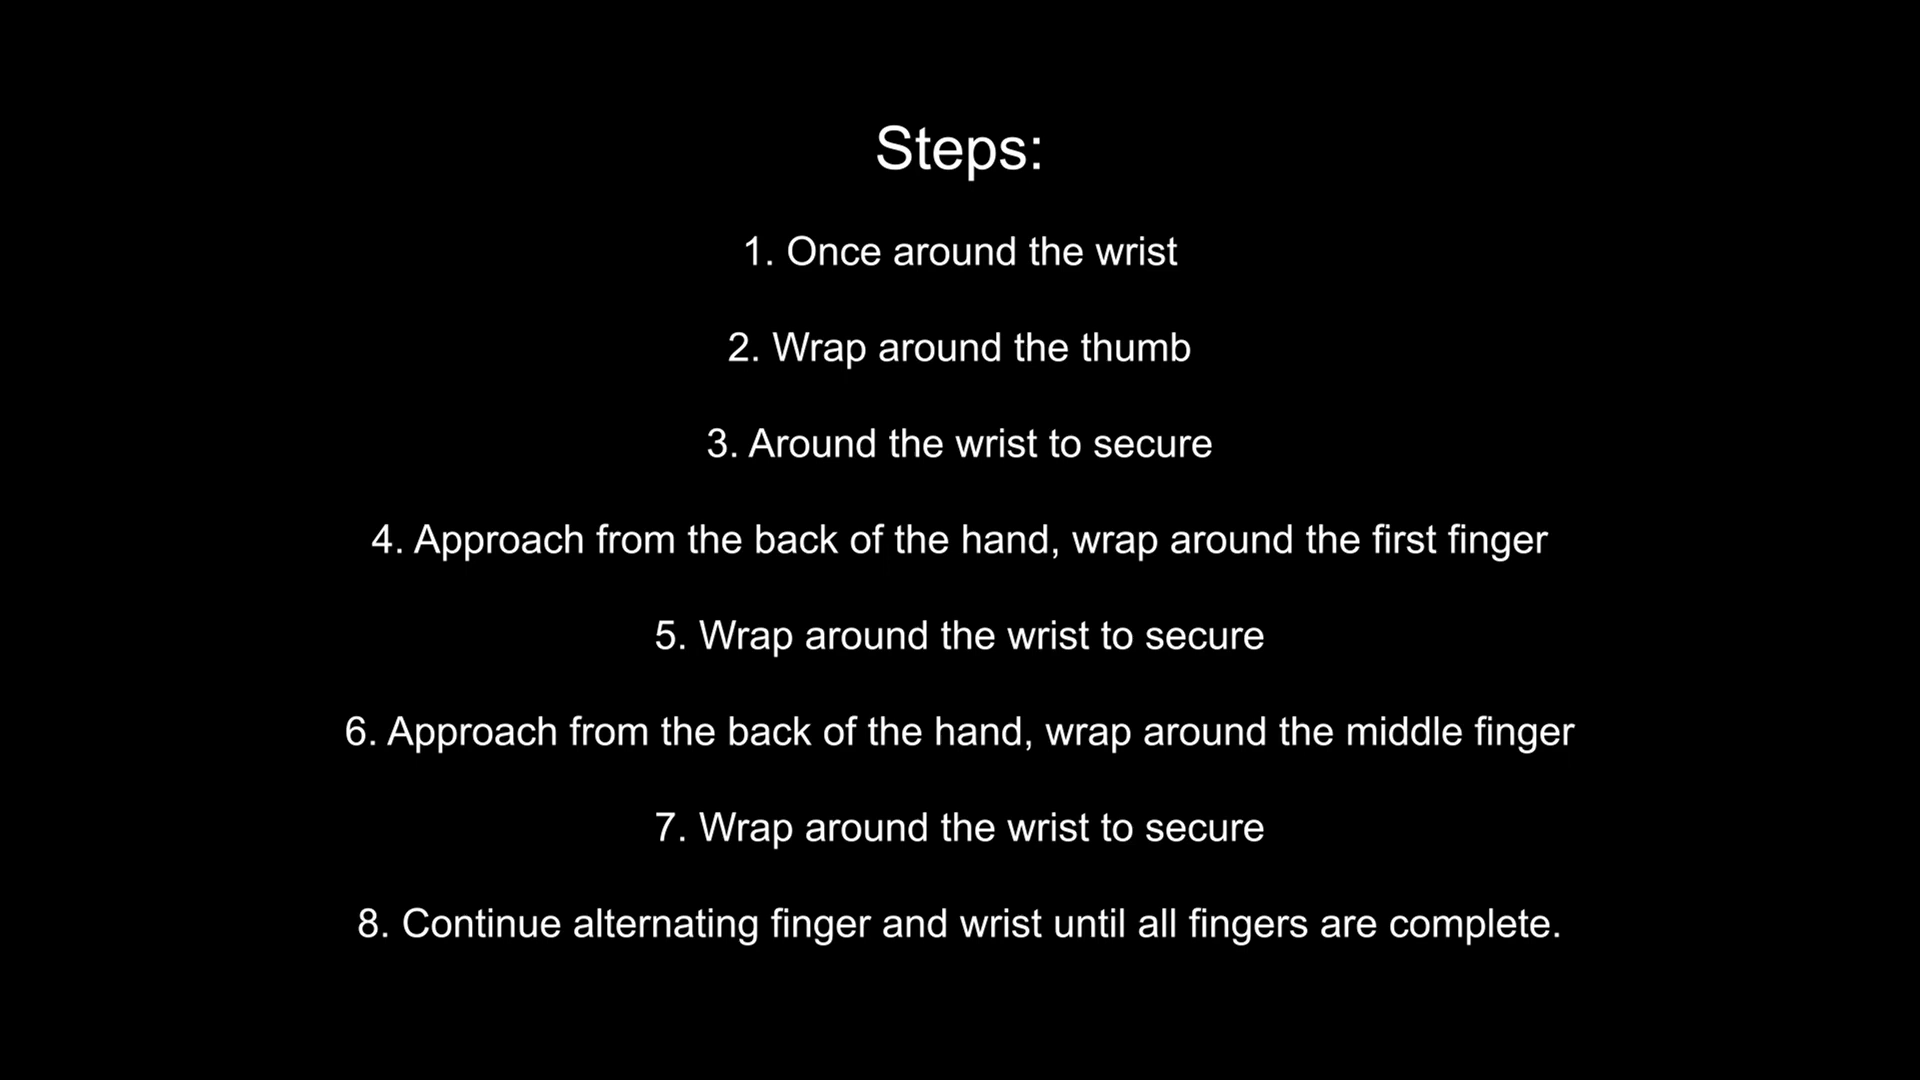 Steps:
1. Once around the wrist
2. Wrap around the thumb
3. Around the wrist to secure
4. Approach from the back of the hand, wrap around the first finger
5. Wrap around the wrist to secure
6. Approach from the back of the hand, wrap around the middle finger
7. Wrap around the wrist to secure
8. Continue alternating finger and wrist until all fingers are complete.